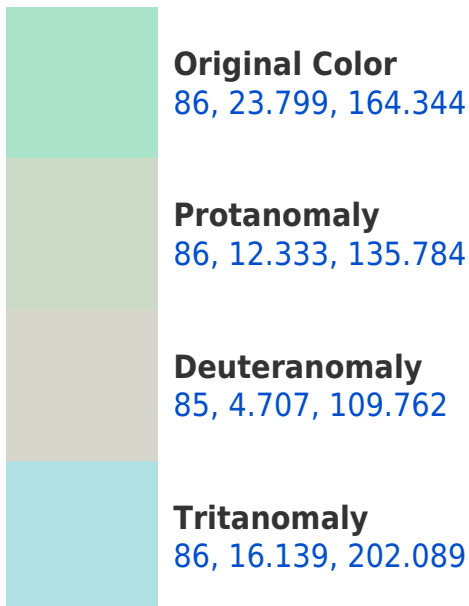 Original Color
86, 23.799, 164.344
Protanomaly
86, 12.333, 135.784
Deuteranomaly
85, 4.707, 109.762
Tritanomaly
86, 16.139, 202.089